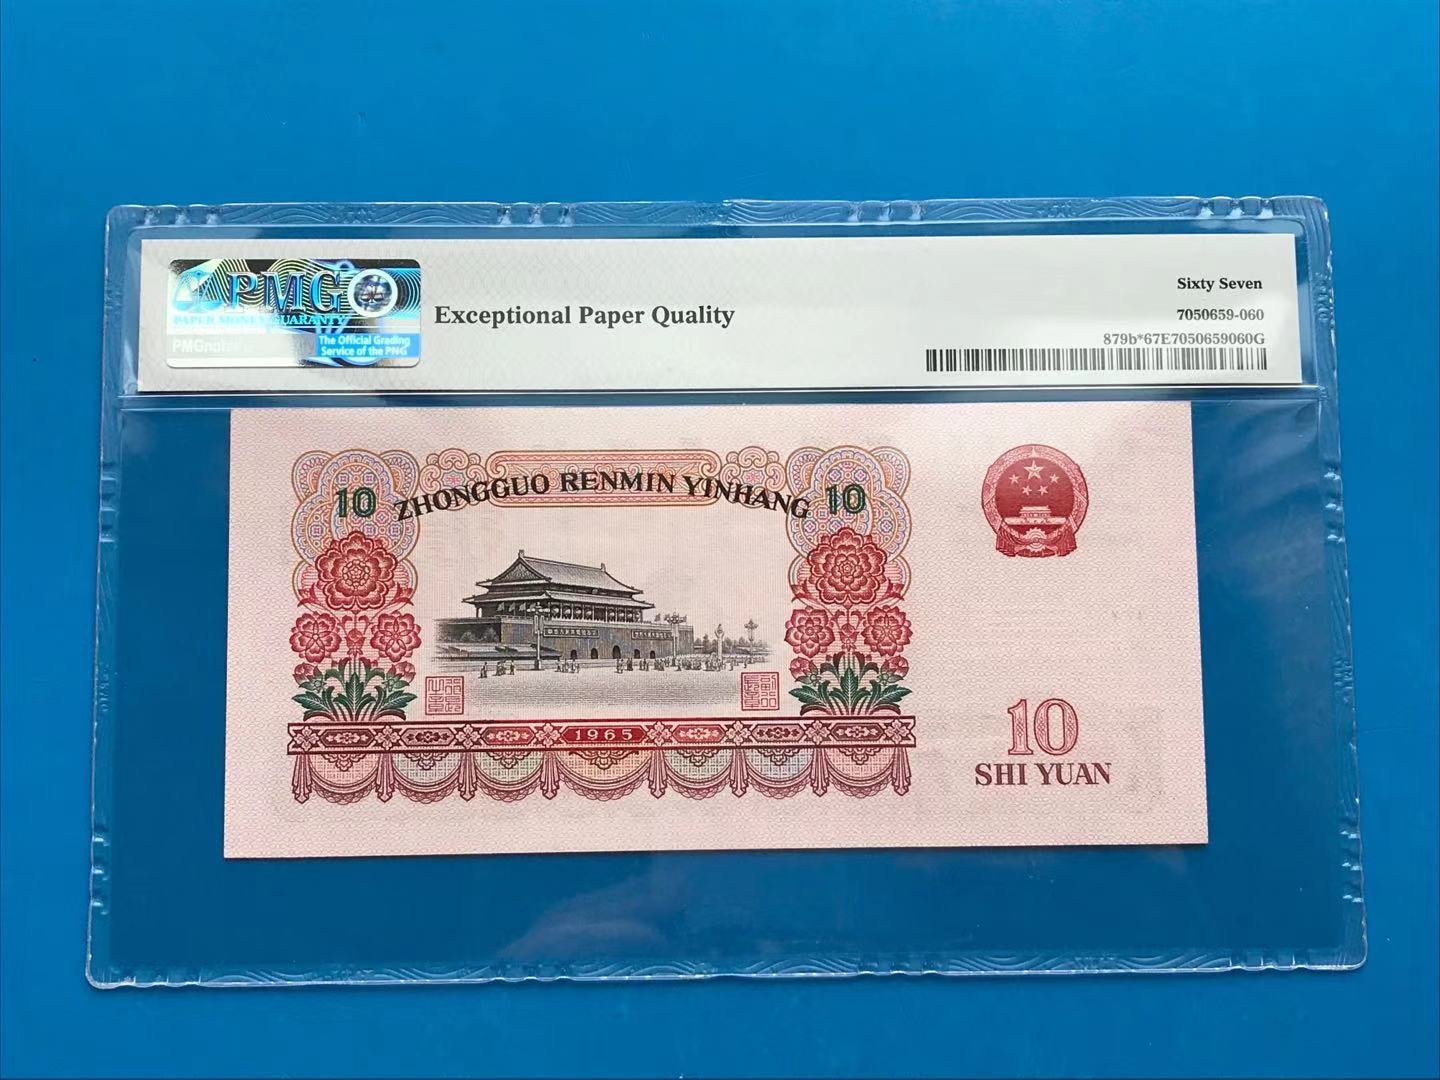 PMG
PAPER MONEY GUARANTY
The Official Grading
Service of the PNG
Exceptional Paper Quality
Sixty Seven
7050659-060
879b*67E7050659060G
10 ZHONGGUO RENMIN YINHANG 10
1965
10
SHI YUAN